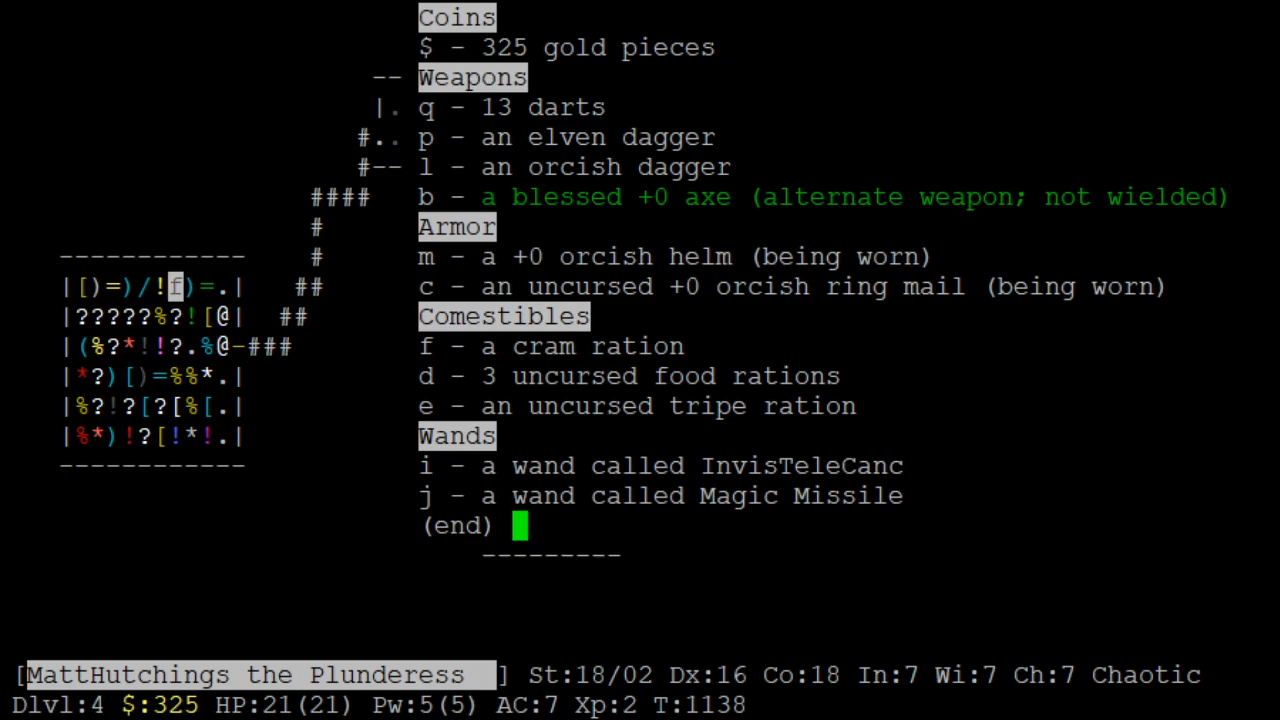 Coins
$ - 325 gold pieces
-- Weapons
|. q - 13 darts
#.. p - an elven dagger
#-- l - an orcish dagger
#### b - a blessed +0 axe (alternate weapon; not wielded)
# Armor
------------ # m - a +0 orcish helm (being worn)
|[)=)/!f)=.| ## c - an uncursed +0 orcish ring mail (being worn)
|?????%?![@| ## Comestibles
|(%?*!!?.%@-### f - a cram ration
|*?)[)=%%*.| d - 3 uncursed food rations
|%?!?[?[%[.| e - an uncursed tripe ration
|%*)!?[!*!.| Wands
------------ i - a wand called InvisTeleCanc
j - a wand called Magic Missile
(end)
---------
[MattHutchings the Plunderess ] St:18/02 Dx:16 Co:18 In:7 Wi:7 Ch:7 Chaotic
Dlvl:4 $:325 HP:21(21) Pw:5(5) AC:7 Xp:2 T:1138